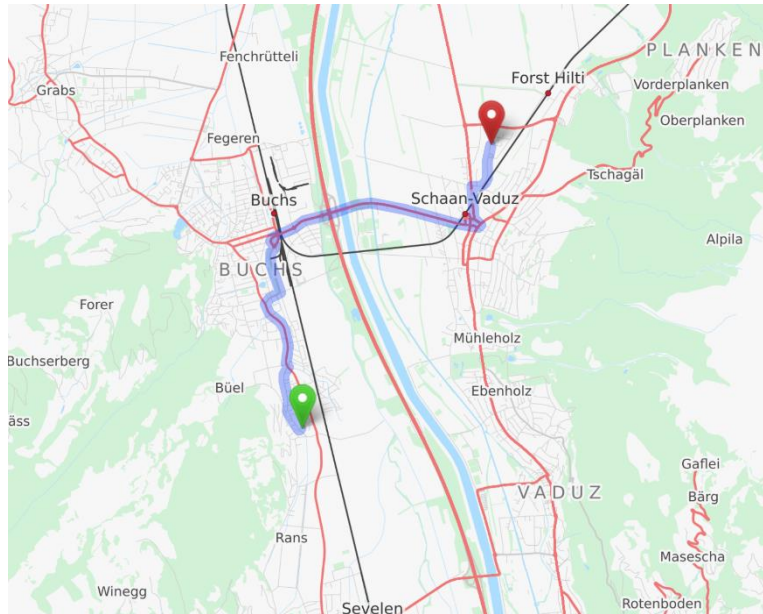 PLANKEN
Fenchrütteli
Forst Hilti
Vorderplanken
Grabs
Oberplanken
Fegeren
Tschagäl
Buchs
Schaan-Vaduz
Alpila
BUCHS
Forer
Mühleholz
Buchserberg
Büel
Ebenholz
äss
Gaflei
VADUZ
Bärg
Rans
Masescha
Winegg
Rotenboden
Sevelen